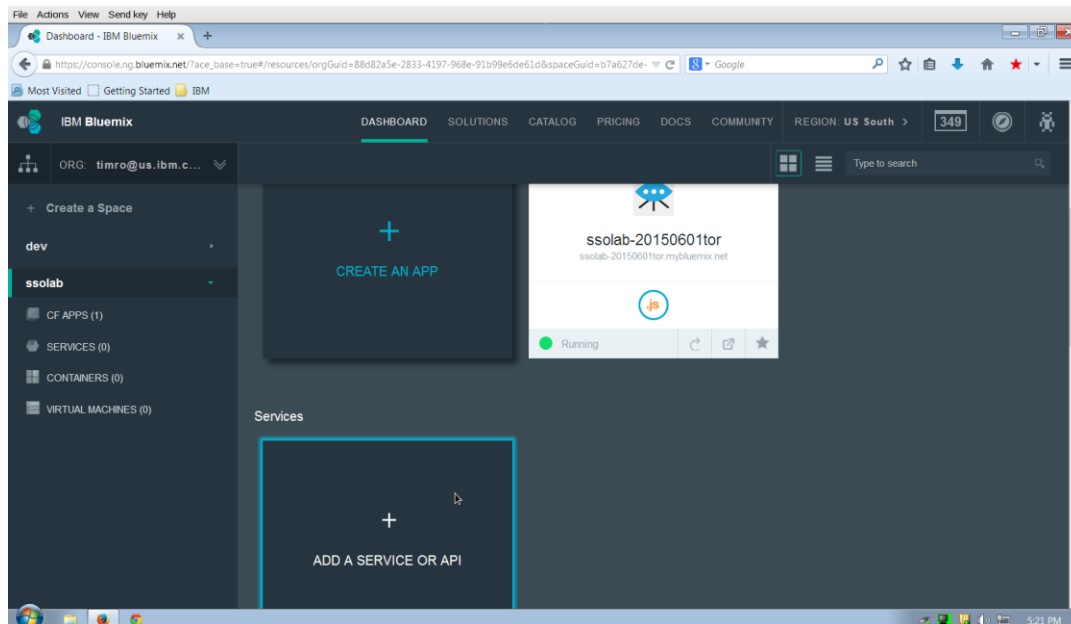 File Actions View Send key Help
Dashboard - IBM Bluemix × +
https://console.ng.bluemix.net/?ace_base=true#/resources/orgGuid=88d82a5e-2833-4197-968e-91b99e6de61d&spaceGuid=b7a627de- Google
Most Visited Getting Started IBM
IBM Bluemix DASHBOARD SOLUTIONS CATALOG PRICING DOCS COMMUNITY REGION: US South > 349
ORG: timro@us.ibm.c... Type to search
+ Create a Space
dev
ssolab
CF APPS (1)
SERVICES (0)
CONTAINERS (0)
VIRTUAL MACHINES (0)
+
CREATE AN APP
ssolab-20150601tor
ssolab-20150601tor.mybluemix.net
.js
Running
Services
+
ADD A SERVICE OR API
5:21 PM